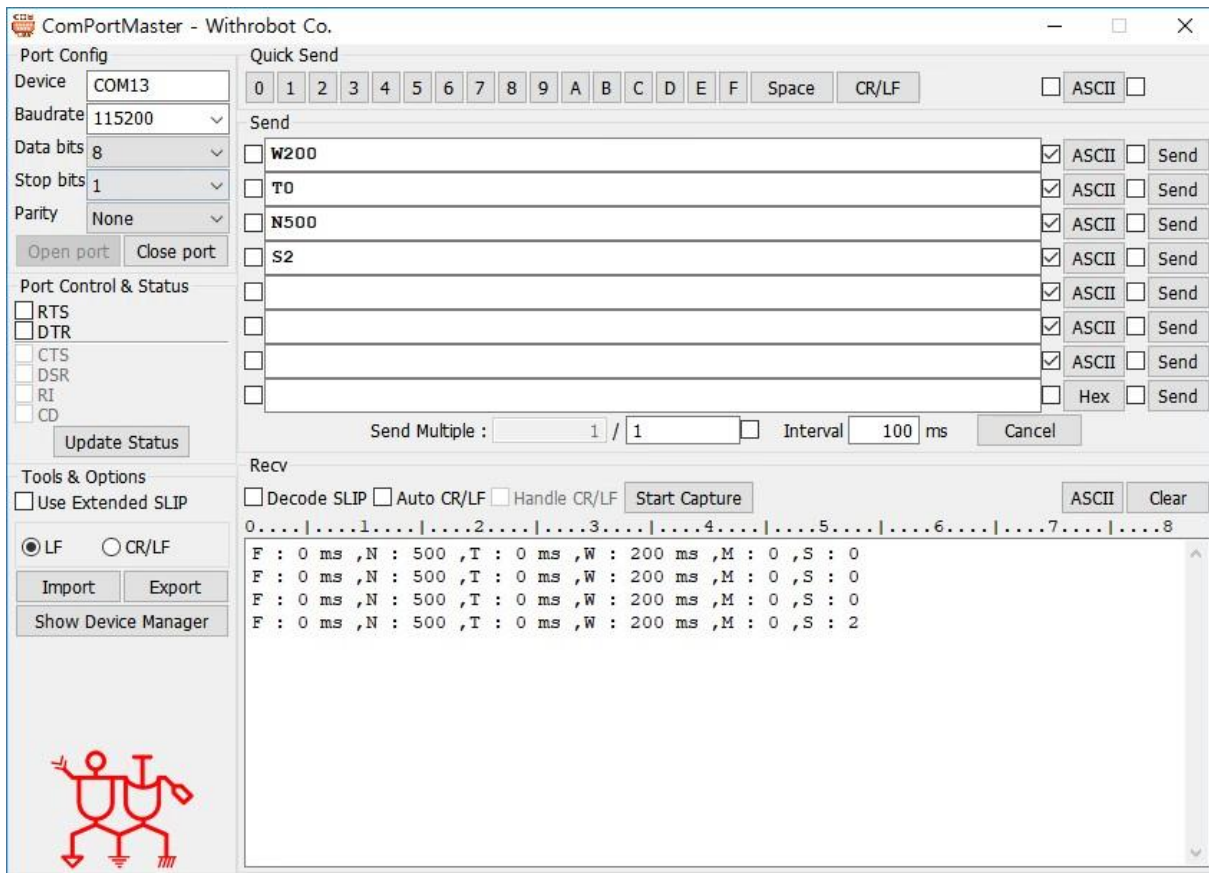 ComPortMaster - Withrobot Co.
Port Config
Device COM13
Baudrate 115200
Data bits 8
Stop bits 1
Parity None
Open port Close port
Port Control & Status
RTS
DTR
CTS
DSR
RI
CD
Update Status
Tools & Options
Use Extended SLIP
LF CR/LF
Import Export
Show Device Manager
Quick Send
0 1 2 3 4 5 6 7 8 9 A B C D E F Space CR/LF ASCII
Send
W200 ASCII Send
T0 ASCII Send
N500 ASCII Send
S2 ASCII Send
ASCII Send
ASCII Send
ASCII Send
Hex Send
Send Multiple : 1 / 1 Interval 100 ms Cancel
Recv
Decode SLIP Auto CR/LF Handle CR/LF Start Capture ASCII Clear
0....|....1....|....2....|....3....|....4....|....5....|....6....|....7....|....8
F : 0 ms ,N : 500 ,T : 0 ms ,W : 200 ms ,M : 0 ,S : 0
F : 0 ms ,N : 500 ,T : 0 ms ,W : 200 ms ,M : 0 ,S : 0
F : 0 ms ,N : 500 ,T : 0 ms ,W : 200 ms ,M : 0 ,S : 0
F : 0 ms ,N : 500 ,T : 0 ms ,W : 200 ms ,M : 0 ,S : 2